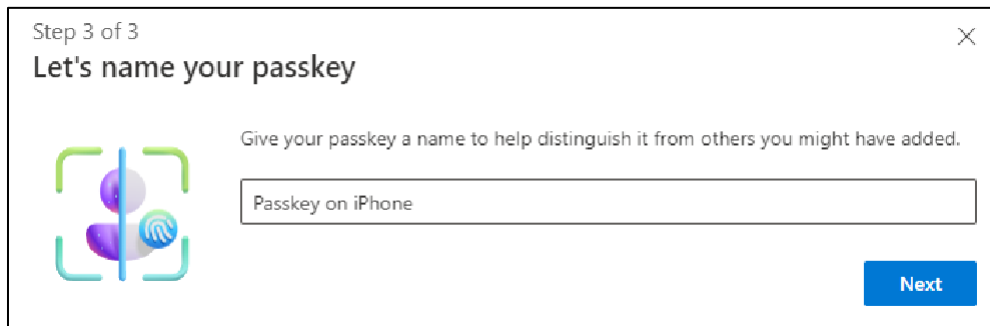 Step 3 of 3
Let's name your passkey
Give your passkey a name to help distinguish it from others you might have added.
Passkey on iPhone
Next